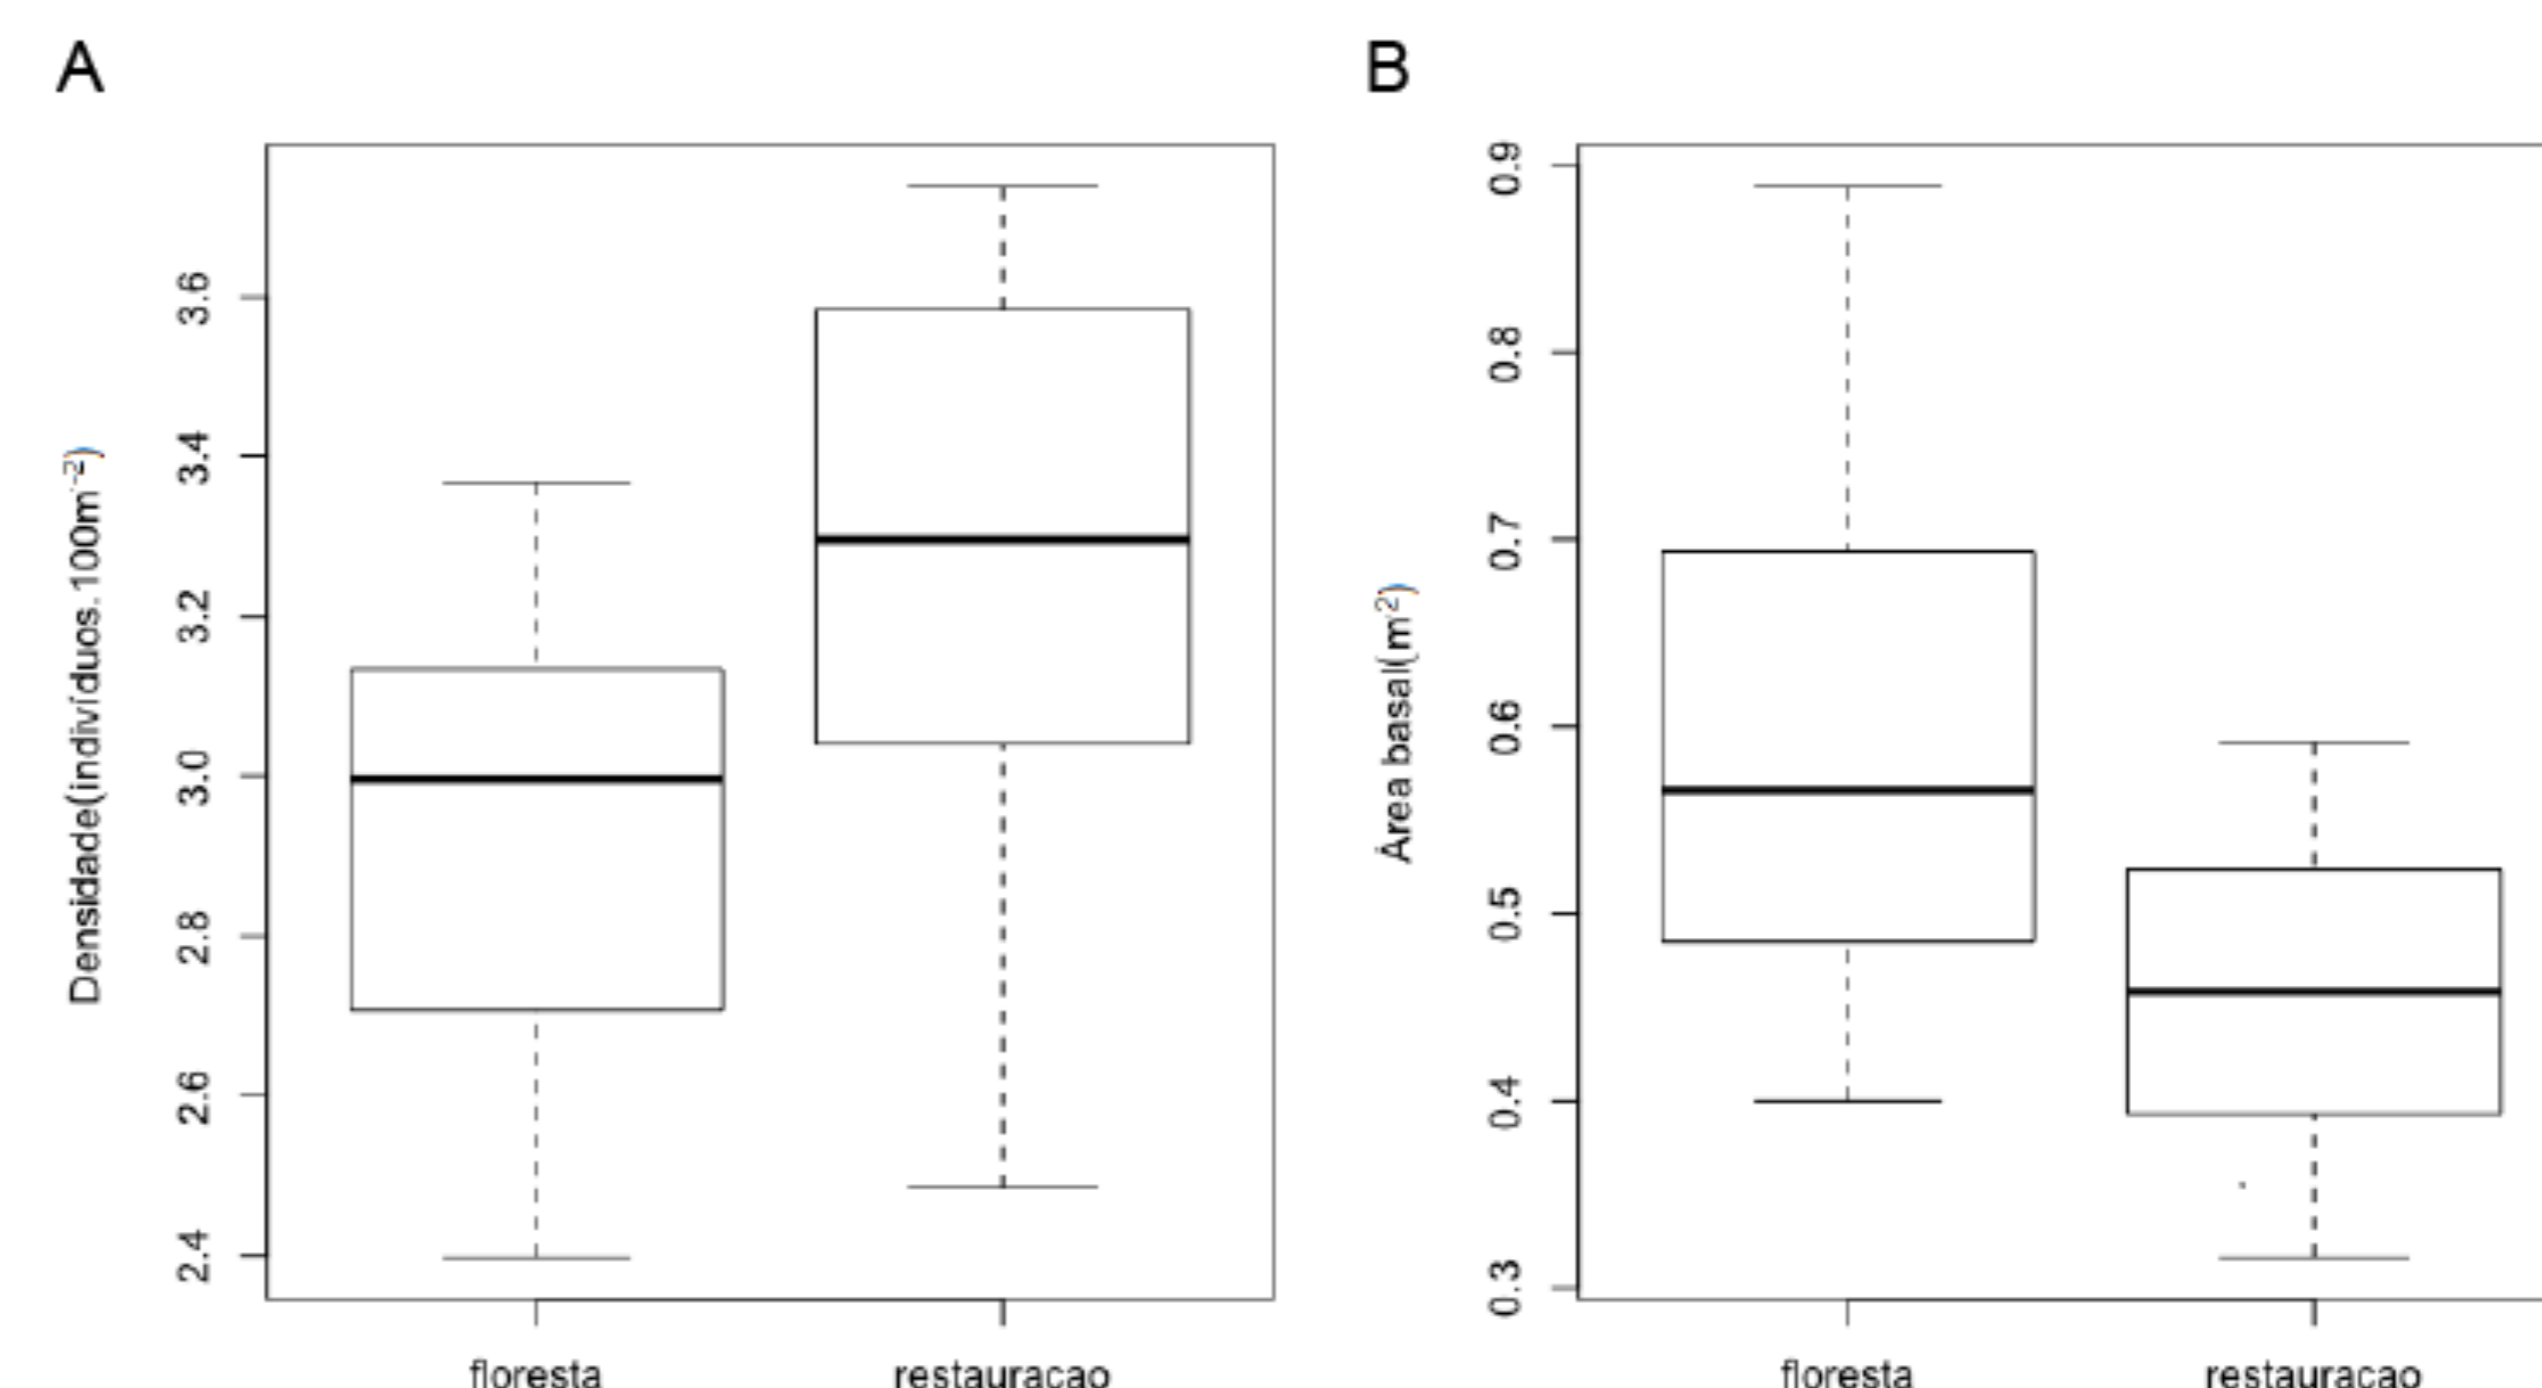 A
Densidade(indivíduos.100m⁻²)
3.6
3.4
3.2
3.0
2.8
2.6
2.4
floresta
restauracao
B
Área basal(m²)
0.9
0.8
0.7
0.6
0.5
0.4
0.3
floresta
restauracao